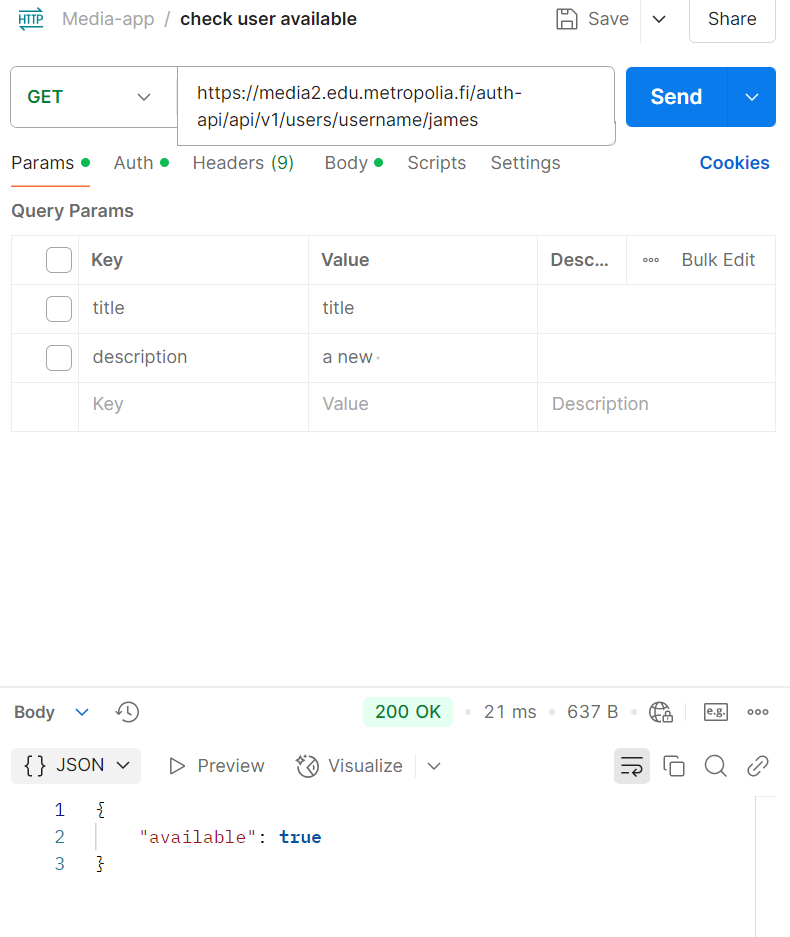 HTTP Media-app / check user available Save Share
GET https://media2.edu.metropolia.fi/auth-
api/api/v1/users/username/james Send
Params Auth Headers (9) Body Scripts Settings Cookies
Query Params
Key Value Desc... Bulk Edit
title title
description a new
Key Value Description
Body 200 OK 21 ms 637 B e.g.
{} JSON Preview Visualize
1 {
2 "available": true
3 }